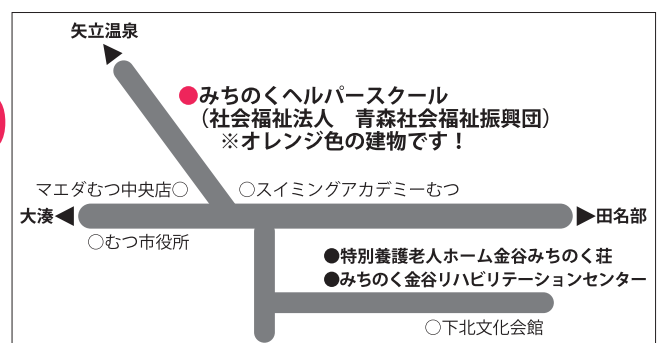 矢立温泉
●みちのくヘルパースクール
（社会福祉法人　青森社会福祉振興団）
※オレンジ色の建物です！
マエダむつ中央店○
○スイミングアカデミーむつ
大湊◀
▶田名部
○むつ市役所
●特別養護老人ホーム金谷みちのく荘
●みちのく金谷リハビリテーションセンター
○下北文化会館